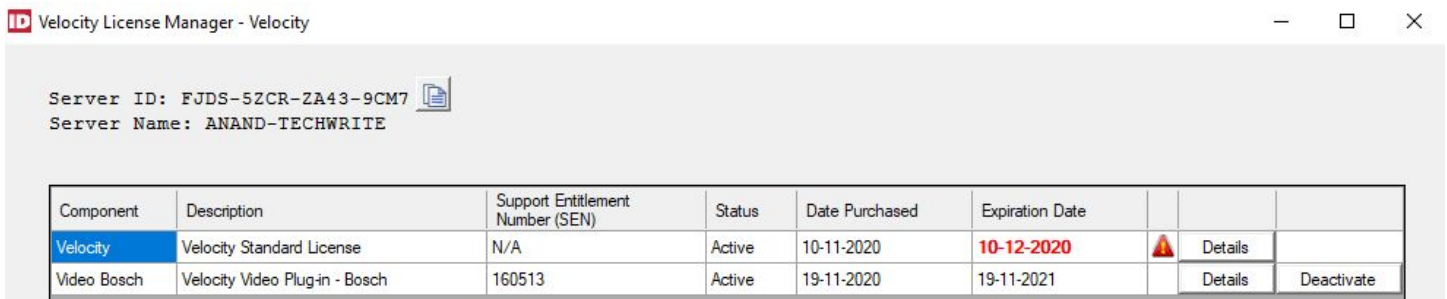 ID Velocity License Manager - Velocity
Server ID: FJDS-5ZCR-ZA43-9CM7
Server Name: ANAND-TECHWRITE
Component Description Support Entitlement Number (SEN) Status Date Purchased Expiration Date
Velocity Velocity Standard License N/A Active 10-11-2020 10-12-2020 Details
Video Bosch Velocity Video Plug-in - Bosch 160513 Active 19-11-2020 19-11-2021 Details Deactivate